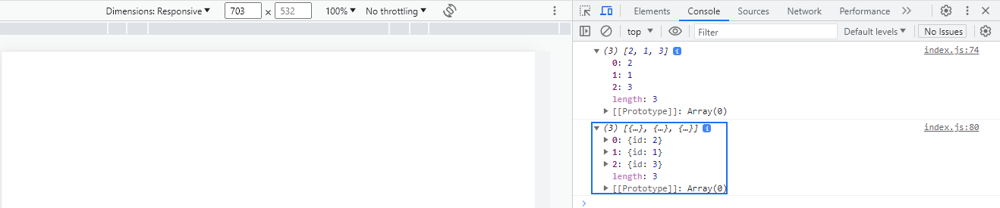 Dimensions: Responsive 703 × 532 100% No throttling
Elements Console Sources Network Performance
top Filter Default levels No Issues
(3) [2, 1, 3] i index.js:74
0: 2
1: 1
2: 3
length: 3
[[Prototype]]: Array(0)
(3) [{…}, {…}, {…}] i index.js:80
0: {id: 2}
1: {id: 1}
2: {id: 3}
length: 3
[[Prototype]]: Array(0)